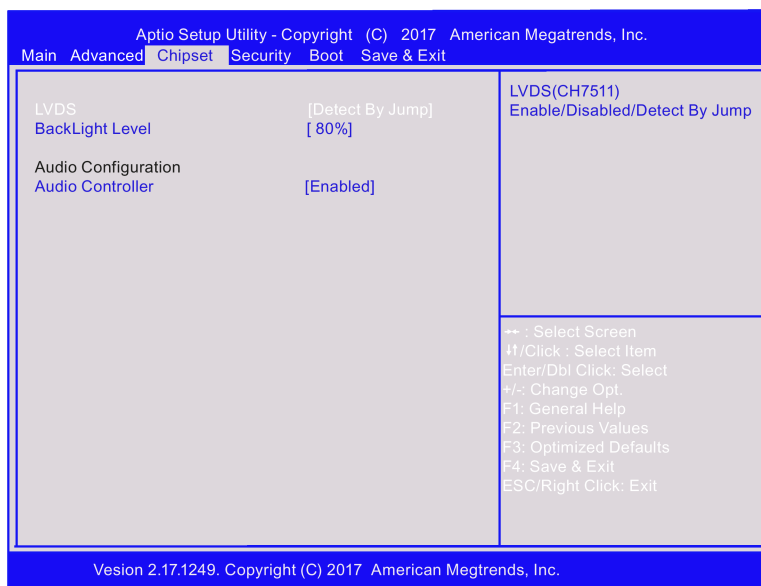 Aptio Setup Utility - Copyright (C) 2017 American Megatrends, Inc.
Main Advanced Chipset Security Boot Save & Exit
LVDS [Detect By Jump]
BackLight Level [ 80%]
Audio Configuration
Audio Controller [Enabled]
LVDS(CH7511)
Enable/Disabled/Detect By Jump
→← : Select Screen
↓↑/Click : Select Item
Enter/Dbl Click: Select
+/-: Change Opt.
F1: General Help
F2: Previous Values
F3: Optimized Defaults
F4: Save & Exit
ESC/Right Click: Exit
Vesion 2.17.1249. Copyright (C) 2017 American Megtrends, Inc.